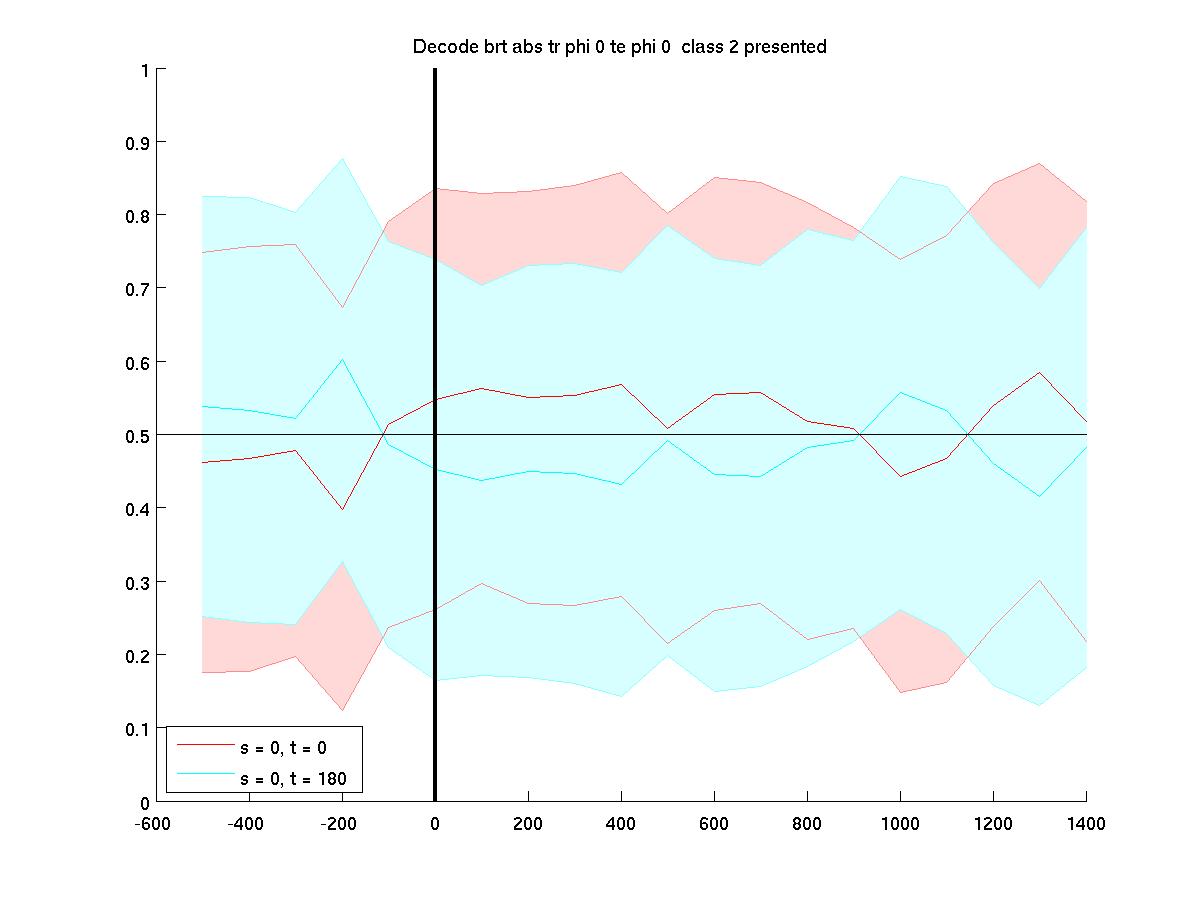 Decode brt abs tr phi 0 te phi 0  class 2 presented
1
0.9
0.8
0.7
0.6
0.5
0.4
0.3
0.2
0.1
0
s = 0, t = 0
s = 0, t = 180
-600 -400 -200 0 200 400 600 800 1000 1200 1400